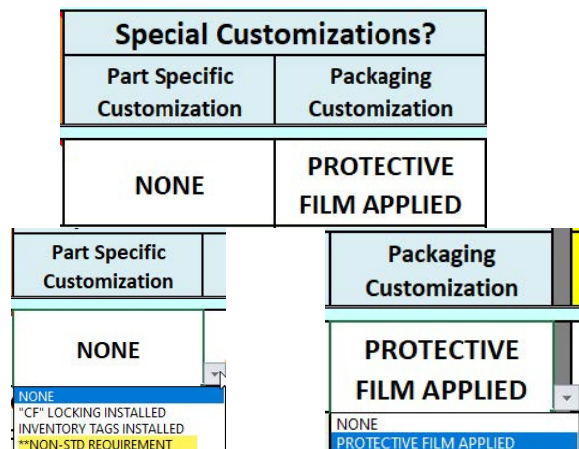 Special Customizations?
Part Specific Customization
Packaging Customization
NONE
PROTECTIVE FILM APPLIED
Part Specific Customization
NONE
NONE
"CF" LOCKING INSTALLED
INVENTORY TAGS INSTALLED
**NON-STD REQUIREMENT
Packaging Customization
PROTECTIVE FILM APPLIED
NONE
PROTECTIVE FILM APPLIED